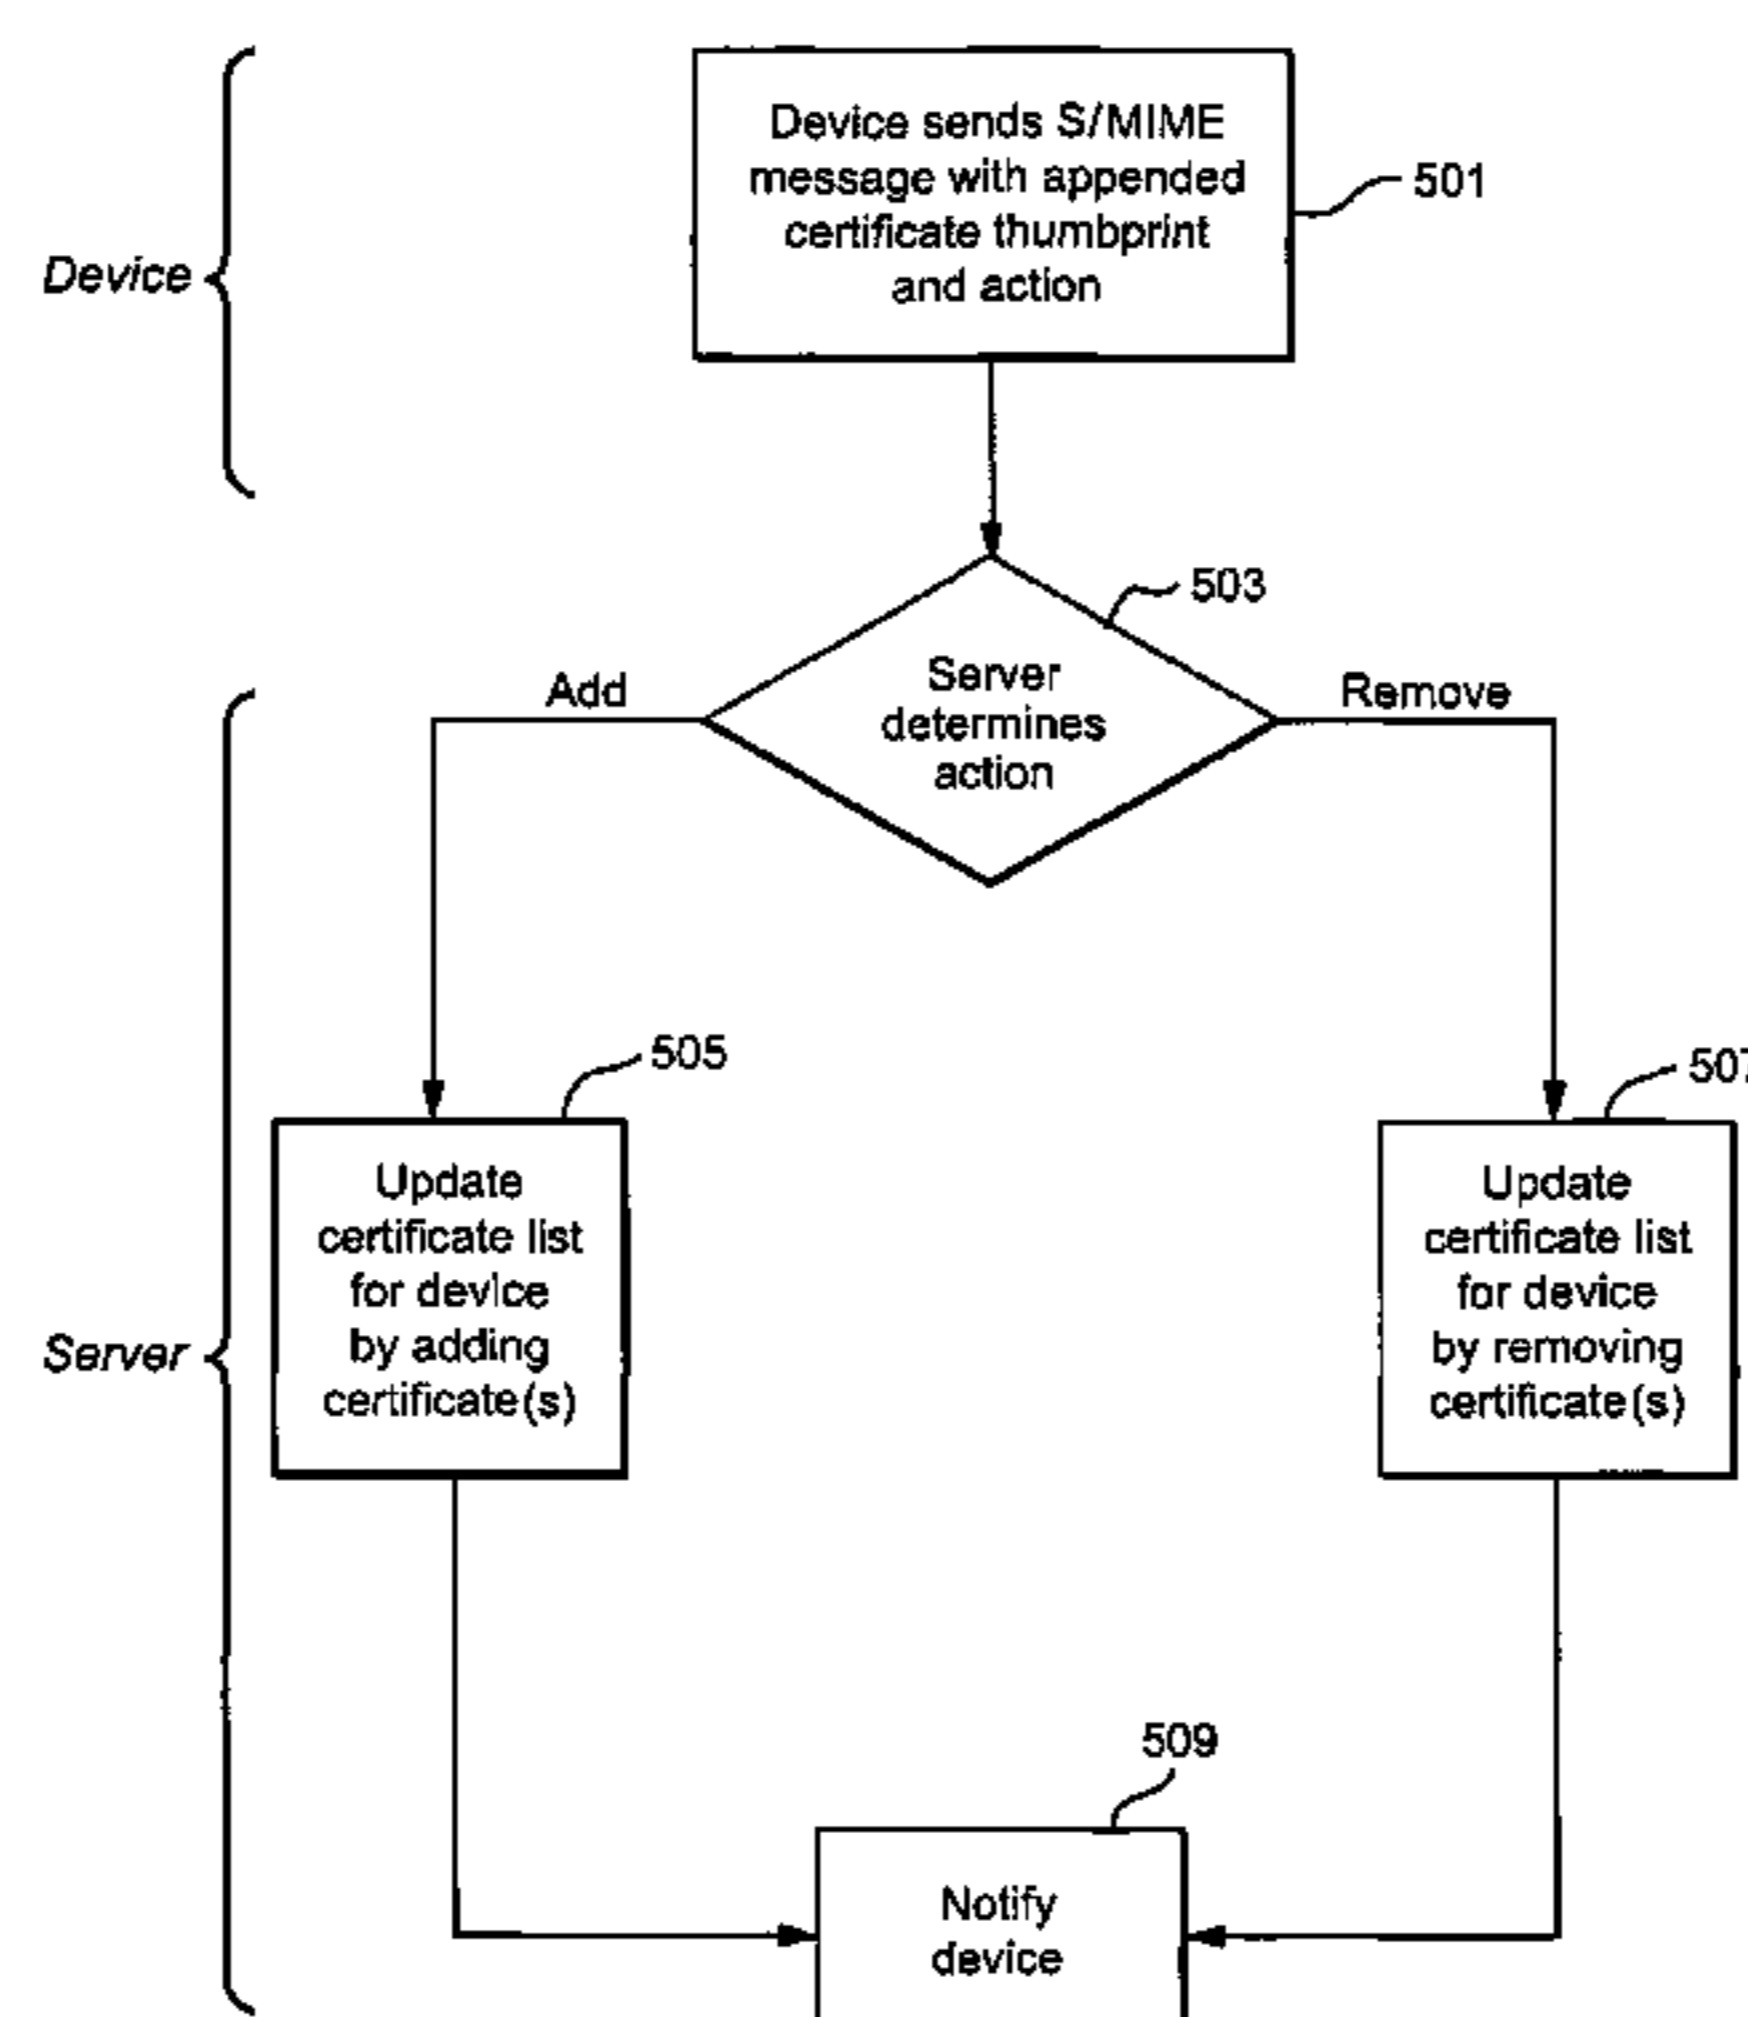 Device sends S/MIME
message with appended
certificate thumbprint
and action
501
Device
503
Server
determines
action
Add
Remove
505
507
Update
certificate list
for device
by adding
certificate(s)
Update
certificate list
for device
by removing
certificate(s)
Server
509
Notify
device